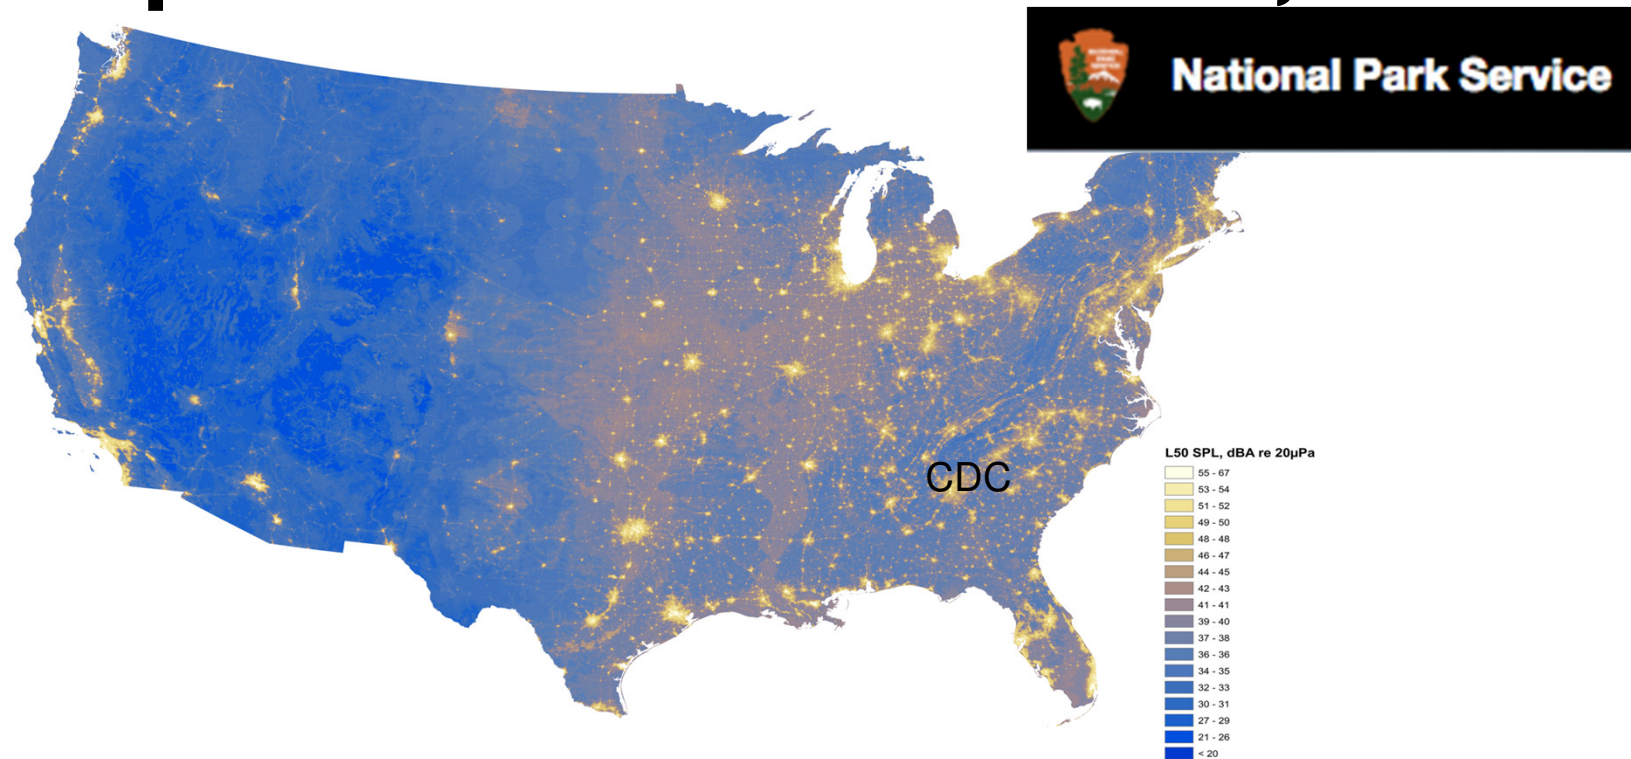 National Park Service
CDC
L50 SPL, dBA re 20µPa
55 - 67
53 - 54
51 - 52
49 - 50
48 - 48
46 - 47
44 - 45
42 - 43
41 - 41
39 - 40
37 - 38
36 - 36
34 - 35
32 - 33
30 - 31
27 - 29
21 - 26
< 20